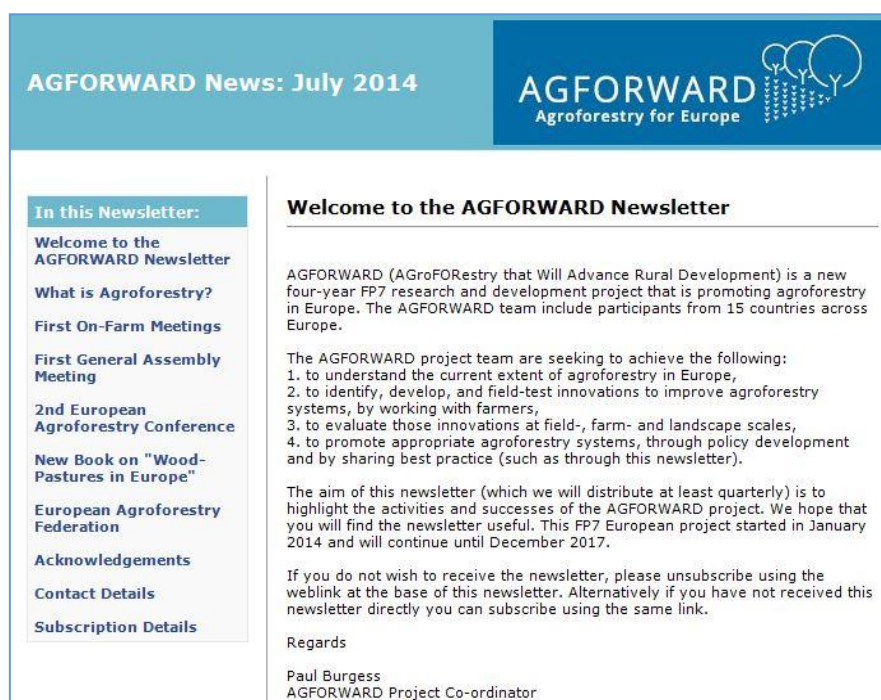 AGFORWARD News: July 2014
AGFORWARD
Agroforestry for Europe
In this Newsletter:
Welcome to the
AGFORWARD Newsletter
What is Agroforestry?
First On-Farm Meetings
First General Assembly
Meeting
2nd European
Agroforestry Conference
New Book on "Wood-
Pastures in Europe"
European Agroforestry
Federation
Acknowledgements
Contact Details
Subscription Details
Welcome to the AGFORWARD Newsletter
AGFORWARD (AGroFORestry that Will Advance Rural Development) is a new
four-year FP7 research and development project that is promoting agroforestry
in Europe. The AGFORWARD team include participants from 15 countries across
Europe.
The AGFORWARD project team are seeking to achieve the following:
1. to understand the current extent of agroforestry in Europe,
2. to identify, develop, and field-test innovations to improve agroforestry
systems, by working with farmers,
3. to evaluate those innovations at field-, farm- and landscape scales,
4. to promote appropriate agroforestry systems, through policy development
and by sharing best practice (such as through this newsletter).
The aim of this newsletter (which we will distribute at least quarterly) is to
highlight the activities and successes of the AGFORWARD project. We hope that
you will find the newsletter useful. This FP7 European project started in January
2014 and will continue until December 2017.
If you do not wish to receive the newsletter, please unsubscribe using the
weblink at the base of this newsletter. Alternatively if you have not received this
newsletter directly you can subscribe using the same link.
Regards
Paul Burgess
AGFORWARD Project Co-ordinator